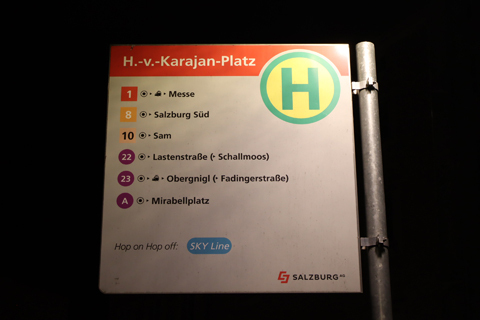 H.-v.-Karajan-Platz
H
1 Messe
8 Salzburg Süd
10 Sam
22 Lastenstraße (• Schallmoos)
23 Obergnigl (• Fadingerstraße)
A Mirabellplatz
Hop on Hop off: SKY Line
SALZBURG AG